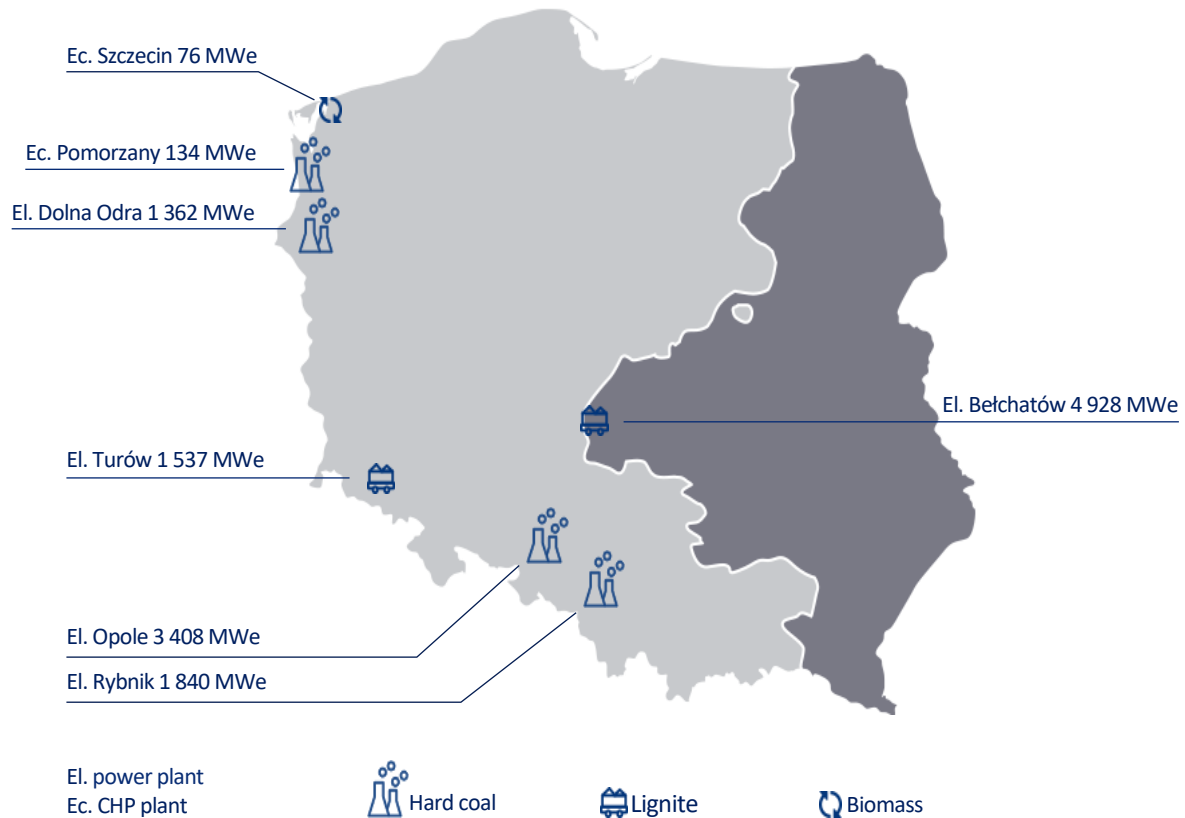 Ec. Szczecin 76 MWe
Ec. Pomorzany 134 MWe
El. Dolna Odra 1 362 MWe
El. Bełchatów 4 928 MWe
El. Turów 1 537 MWe
El. Opole 3 408 MWe
El. Rybnik 1 840 MWe
El. power plant
Ec. CHP plant
Hard coal
Lignite
Biomass